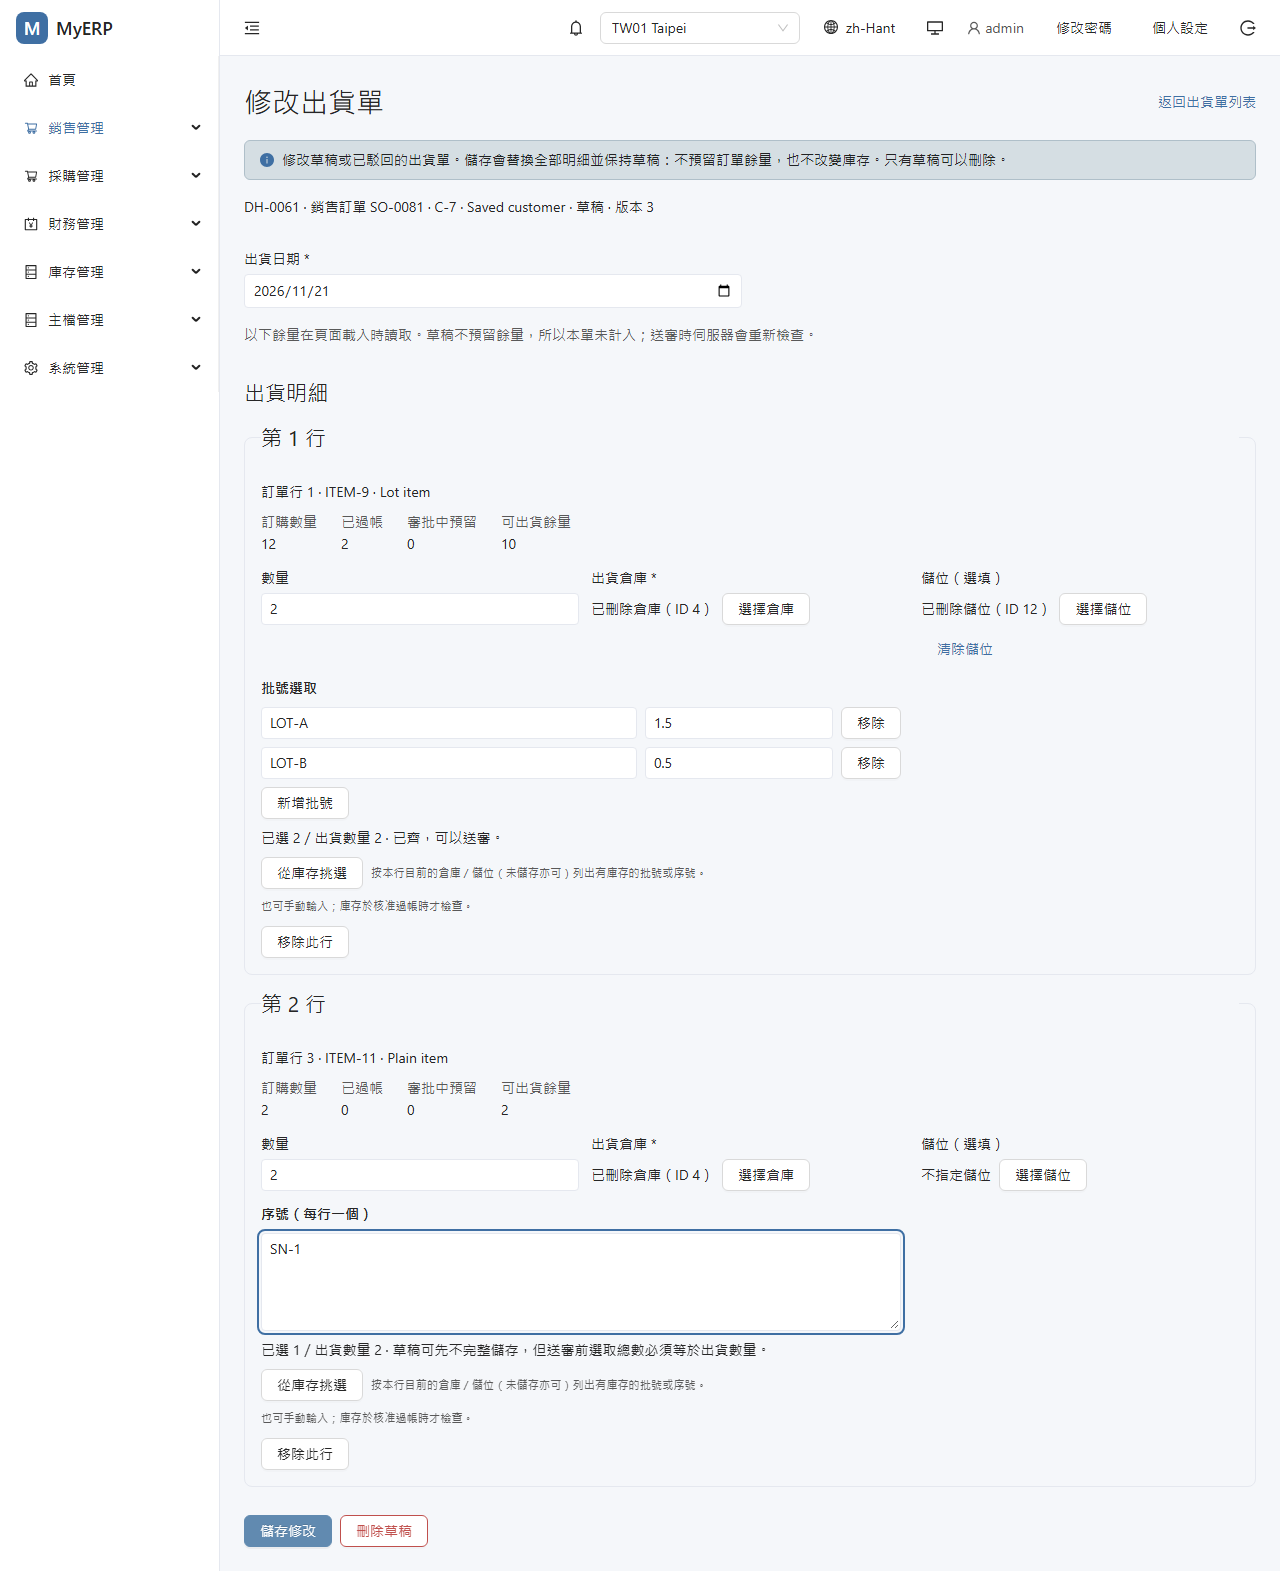 M MyERP
TW01 Taipei
zh-Hant
admin
修改密碼
個人設定
首頁
銷售管理
採購管理
財務管理
庫存管理
主檔管理
系統管理
修改出貨單
返回出貨單列表
修改草稿或已駁回的出貨單。儲存會替換全部明細並保持草稿：不預留訂單餘量，也不改變庫存。只有草稿可以刪除。
DH-0061 · 銷售訂單 SO-0081 · C-7 · Saved customer · 草稿 · 版本 3
出貨日期 *
2026/11/21
以下餘量在頁面載入時讀取。草稿不預留餘量，所以本單未計入；送審時伺服器會重新檢查。
出貨明細
第 1 行
訂單行 1 · ITEM-9 · Lot item
訂購數量 已過帳 審批中預留 可出貨餘量
12 2 0 10
數量 出貨倉庫 * 儲位（選填）
2 已刪除倉庫（ID 4） 選擇倉庫 已刪除儲位（ID 12） 選擇儲位
清除儲位
批號選取
LOT-A 1.5 移除
LOT-B 0.5 移除
新增批號
已選 2 / 出貨數量 2 · 已齊，可以送審。
從庫存挑選 按本行目前的倉庫 / 儲位（未儲存亦可）列出有庫存的批號或序號。
也可手動輸入；庫存於核准過帳時才檢查。
移除此行
第 2 行
訂單行 3 · ITEM-11 · Plain item
訂購數量 已過帳 審批中預留 可出貨餘量
2 0 0 2
數量 出貨倉庫 * 儲位（選填）
2 已刪除倉庫（ID 4） 選擇倉庫 不指定儲位 選擇儲位
序號（每行一個）
SN-1
已選 1 / 出貨數量 2 · 草稿可先不完整儲存，但送審前選取總數必須等於出貨數量。
從庫存挑選 按本行目前的倉庫 / 儲位（未儲存亦可）列出有庫存的批號或序號。
也可手動輸入；庫存於核准過帳時才檢查。
移除此行
儲存修改 刪除草稿